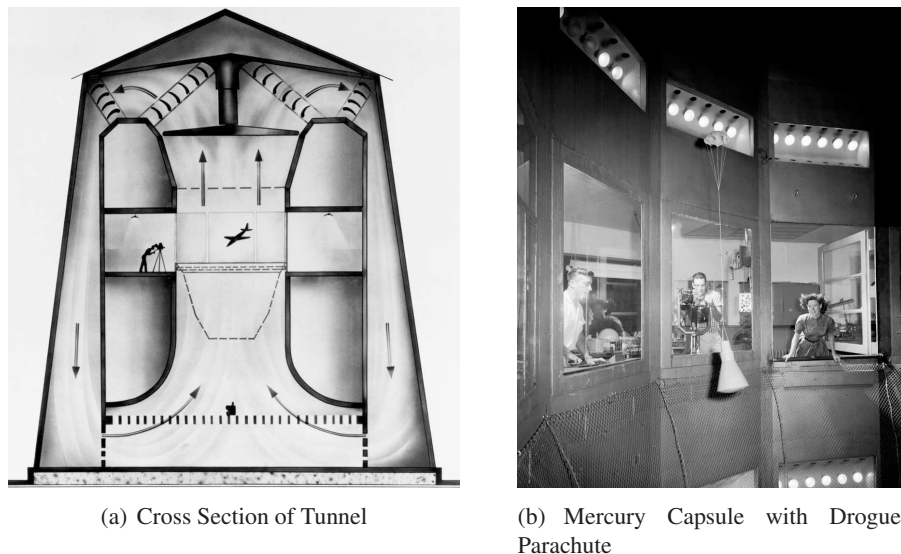 (a) Cross Section of Tunnel
(b) Mercury Capsule with Drogue
Parachute